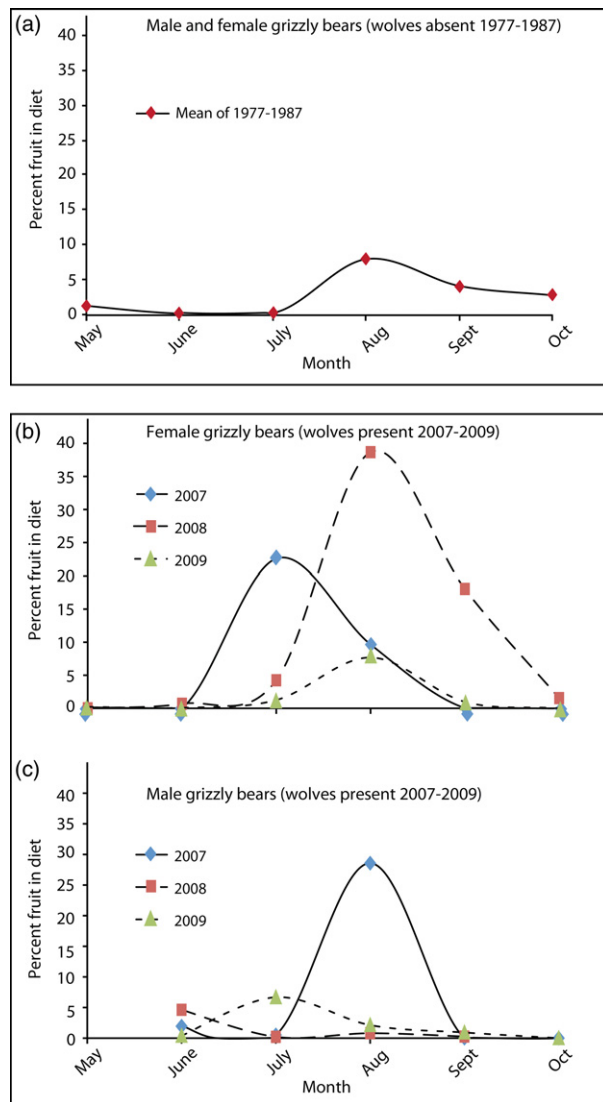 (a)
Male and female grizzly bears (wolves absent 1977-1987)
40
35
30
25
20
15
10
5
0
Percent fruit in diet
Mean of 1977-1987
May
June
July
Aug
Sept
Oct
Month
(b)
Female grizzly bears (wolves present 2007-2009)
40
35
30
25
20
15
10
5
0
Percent fruit in diet
2007
2008
2009
(c)
Male grizzly bears (wolves present 2007-2009)
40
35
30
25
20
15
10
5
0
Percent fruit in diet
2007
2008
2009
May
June
July
Aug
Sept
Oct
Month